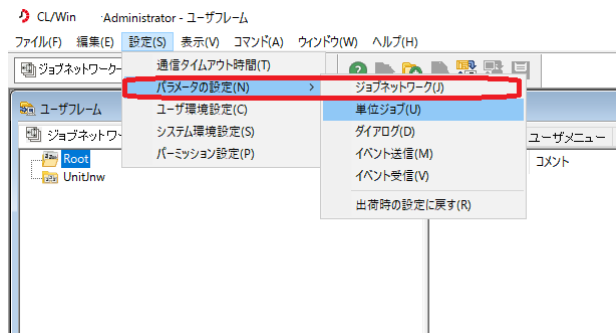 CL/Win  Administrator - ユーザフレーム
ファイル(F) 編集(E) 設定(S) 表示(V) コマンド(A) ウィンドウ(W) ヘルプ(H)
ジョブネットワーク
通信タイムアウト時間(T)
パラメータの設定(N) > ジョブネットワーク(J)
ユーザフレーム ユーザ環境設定(C) 単位ジョブ(U)
ジョブネットワ システム環境設定(S) ダイアログ(D) ユーザメニュー
Root パーミッション設定(P) イベント送信(M) コメント
UnitJnw イベント受信(V)
出荷時の設定に戻す(R)